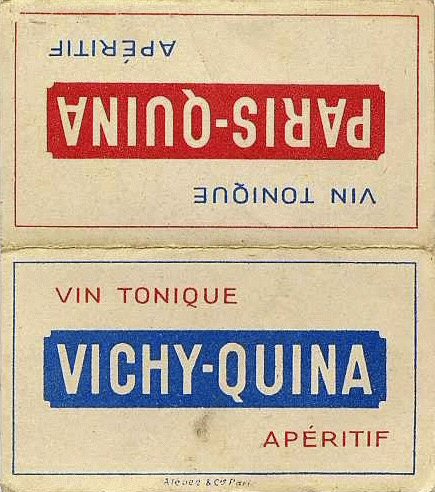 VIN TONIQUE
PARIS-QUINA
APÉRITIF
VIN TONIQUE
VICHY-QUINA
APÉRITIF